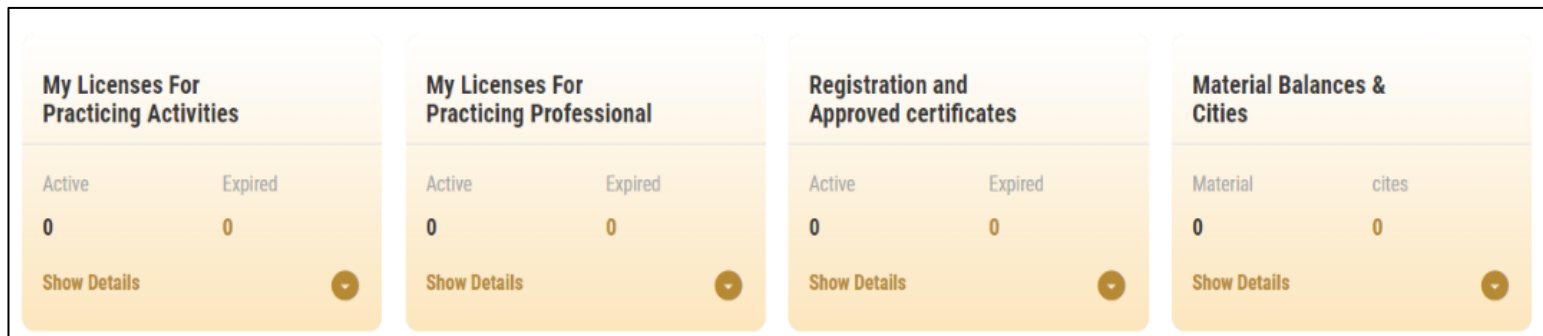 My Licenses For
Practicing Activities
Active Expired
0 0
Show Details
My Licenses For
Practicing Professional
Active Expired
0 0
Show Details
Registration and
Approved certificates
Active Expired
0 0
Show Details
Material Balances &
Cities
Material cites
0 0
Show Details